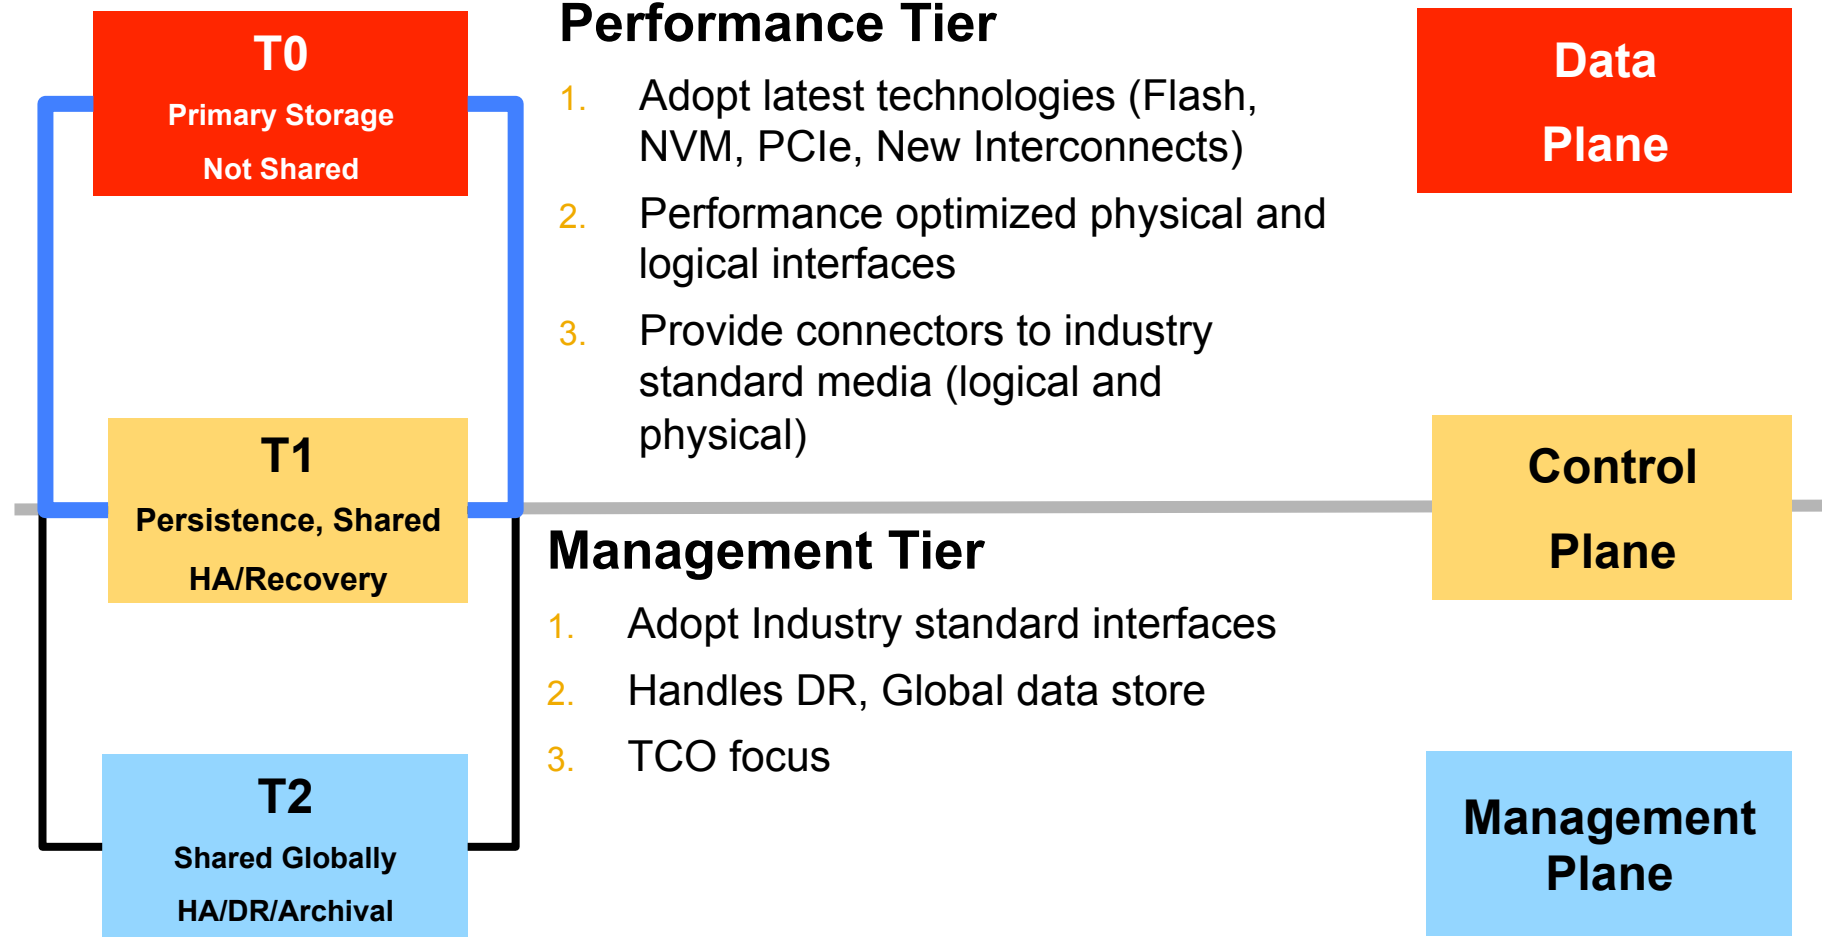 T0
Primary Storage
Not Shared
T1
Persistence, Shared
HA/Recovery
T2
Shared Globally
HA/DR/Archival
Performance Tier
1. Adopt latest technologies (Flash,
NVM, PCIe, New Interconnects)
2. Performance optimized physical and
logical interfaces
3. Provide connectors to industry
standard media (logical and
physical)
Management Tier
1. Adopt Industry standard interfaces
2. Handles DR, Global data store
3. TCO focus
Data
Plane
Control
Plane
Management
Plane